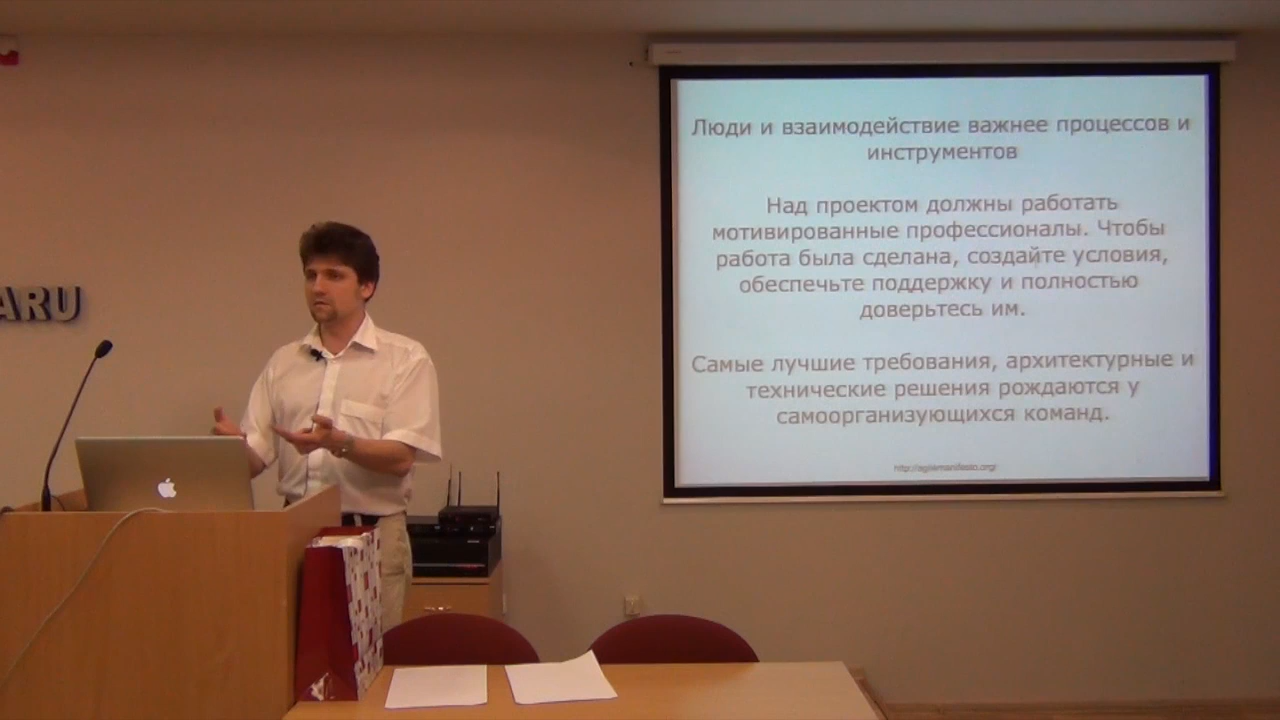 ARU
Люди и взаимодействие важнее процессов и
инструментов
Над проектом должны работать
мотивированные профессионалы. Чтобы
работа была сделана, создайте условия,
обеспечьте поддержку и полностью
доверьтесь им.
Самые лучшие требования, архитектурные и
технические решения рождаются у
самоорганизующихся команд.
http://agilemanifesto.org/